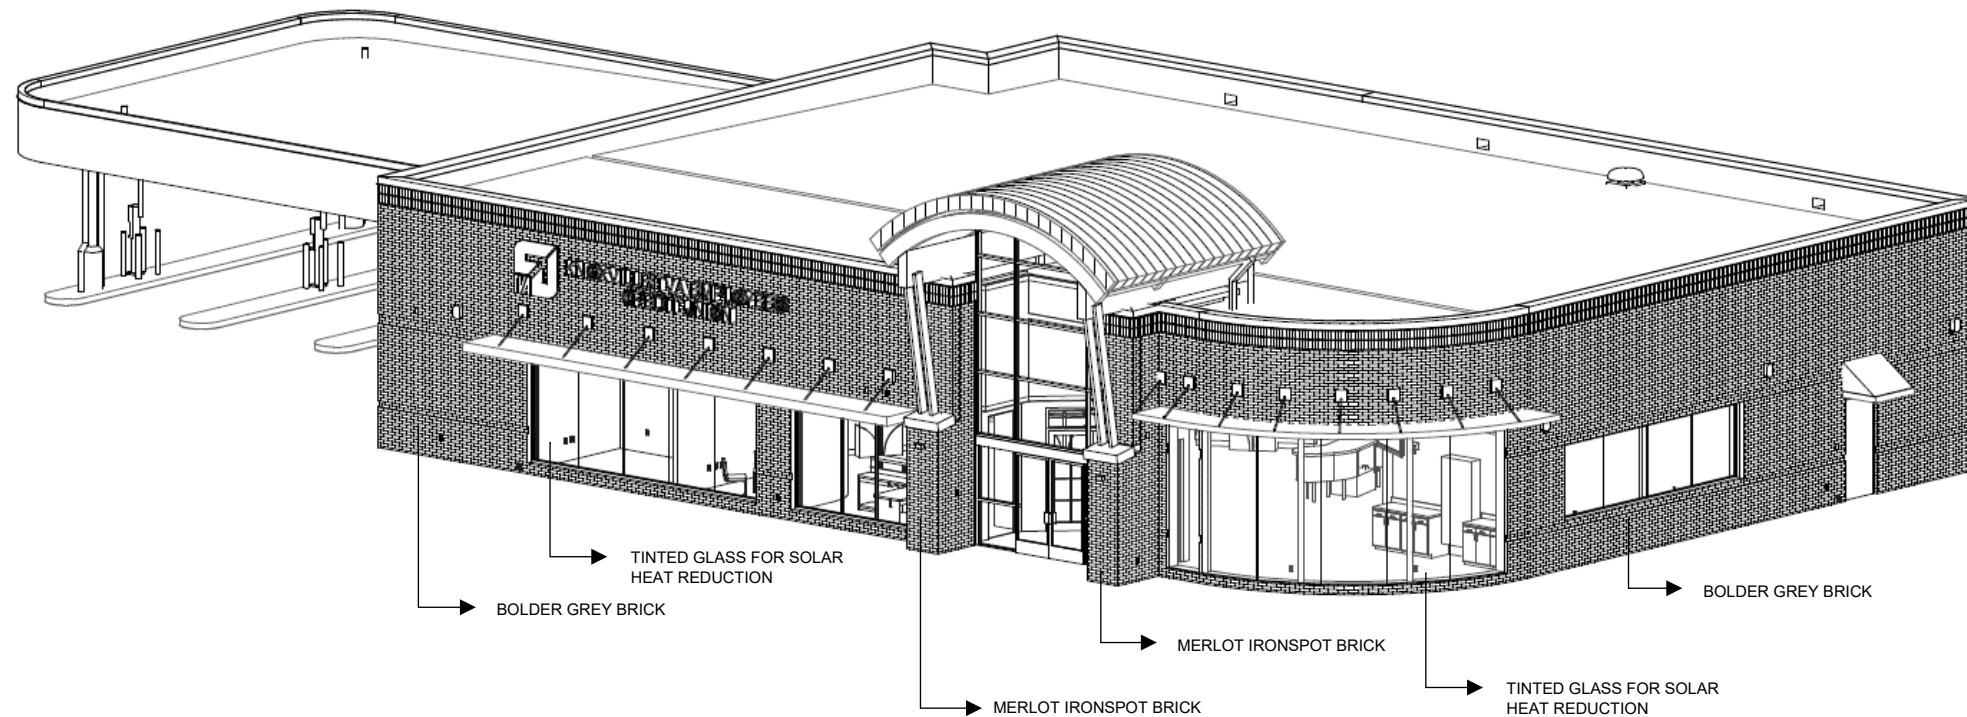 TINTED GLASS FOR SOLAR
HEAT REDUCTION
BOLDER GREY BRICK
BOLDER GREY BRICK
MERLOT IRONSPOT BRICK
TINTED GLASS FOR SOLAR
HEAT REDUCTION
MERLOT IRONSPOT BRICK